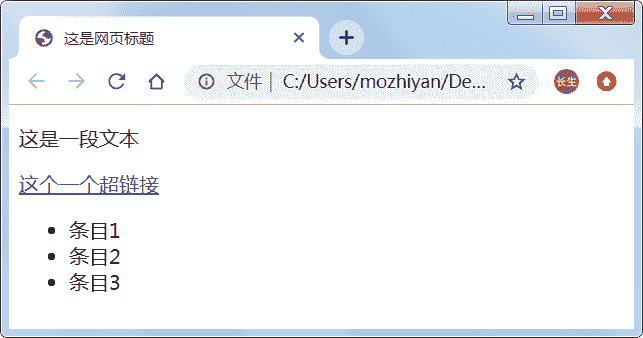 这是网页标题
文件 | C:/Users/mozhiyan/De...
长生
这是一段文本
这个一个超链接
条目1
条目2
条目3